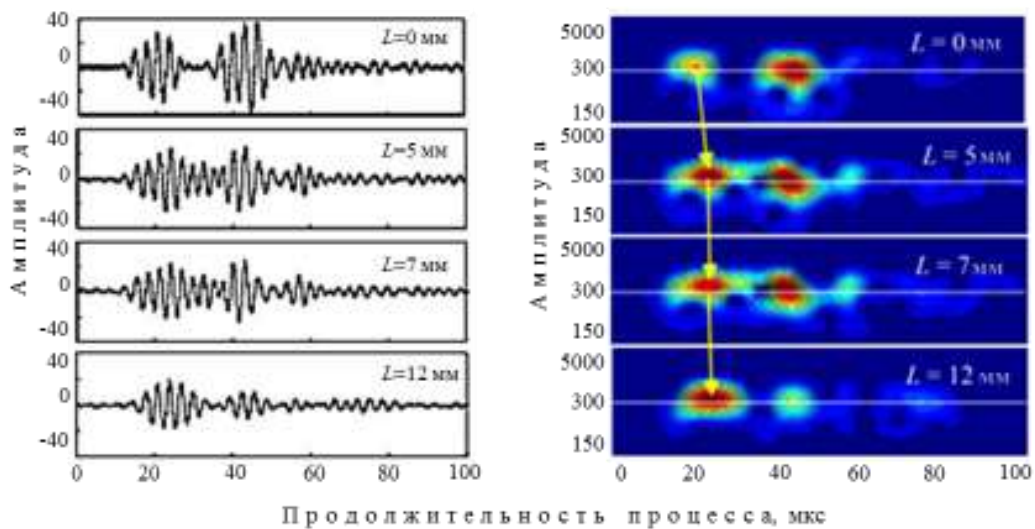 Амплитуда
40
0
-40
L=0 мм
40
0
-40
L=5 мм
40
0
-40
L=7 мм
40
0
-40
L=12 мм
0 20 40 60 80 100
Амплитуда
5000
300
150
L = 0 мм
5000
300
150
L = 5 мм
5000
300
150
L = 7 мм
5000
300
150
L = 12 мм
0 20 40 60 80 100
Продолжительность процесса, мкс